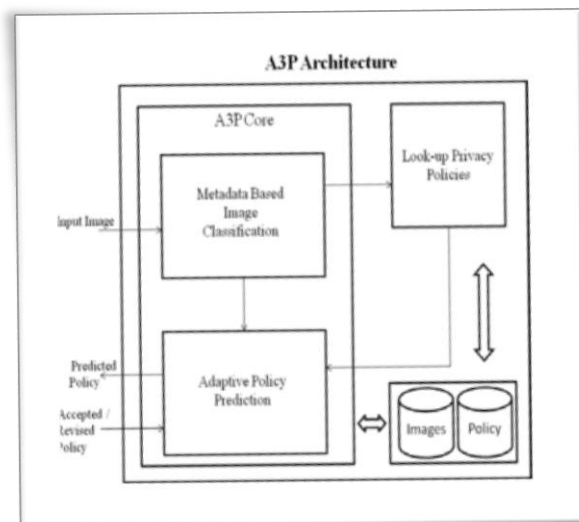 A3P Architecture
A3P Core
Metadata Based
Image
Classification
Look-up Privacy
Policies
Input Image
Adaptive Policy
Prediction
Predicted
Policy
Accepted /
Revised
Policy
Images
Policy